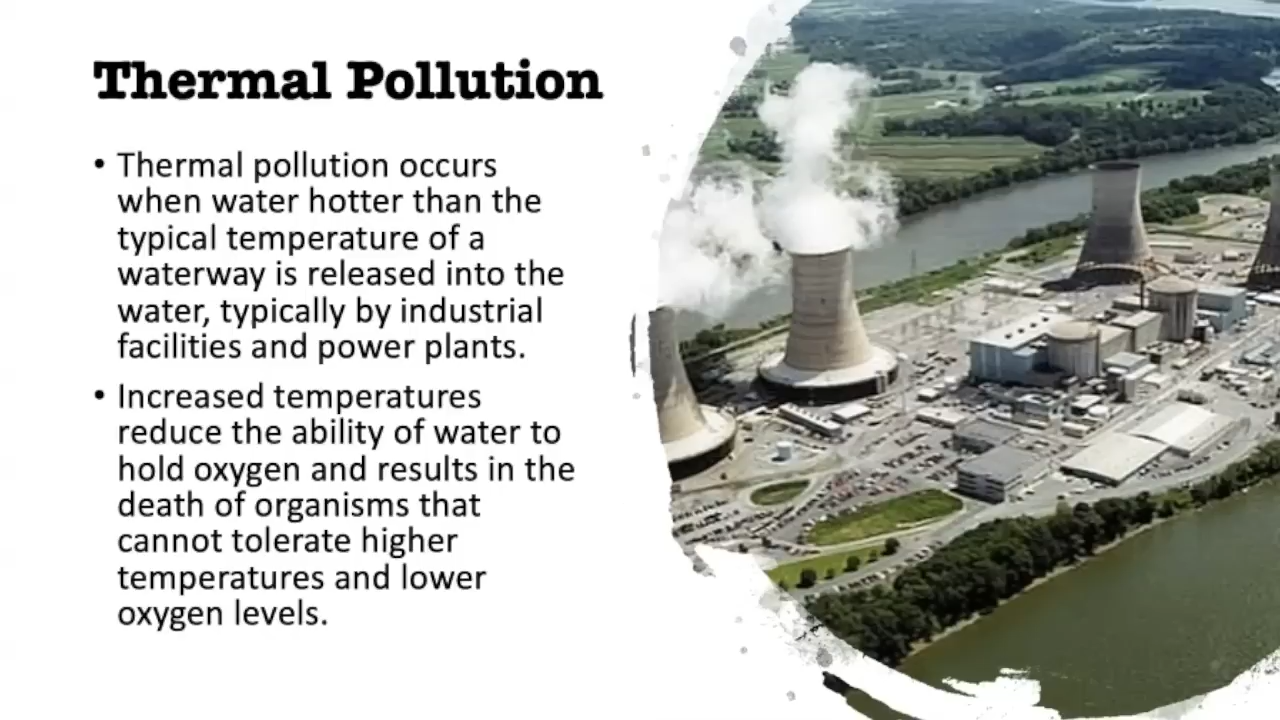 Thermal Pollution
• Thermal pollution occurs
when water hotter than the
typical temperature of a
waterway is released into the
water, typically by industrial
facilities and power plants.
• Increased temperatures
reduce the ability of water to
hold oxygen and results in the
death of organisms that
cannot tolerate higher
temperatures and lower
oxygen levels.